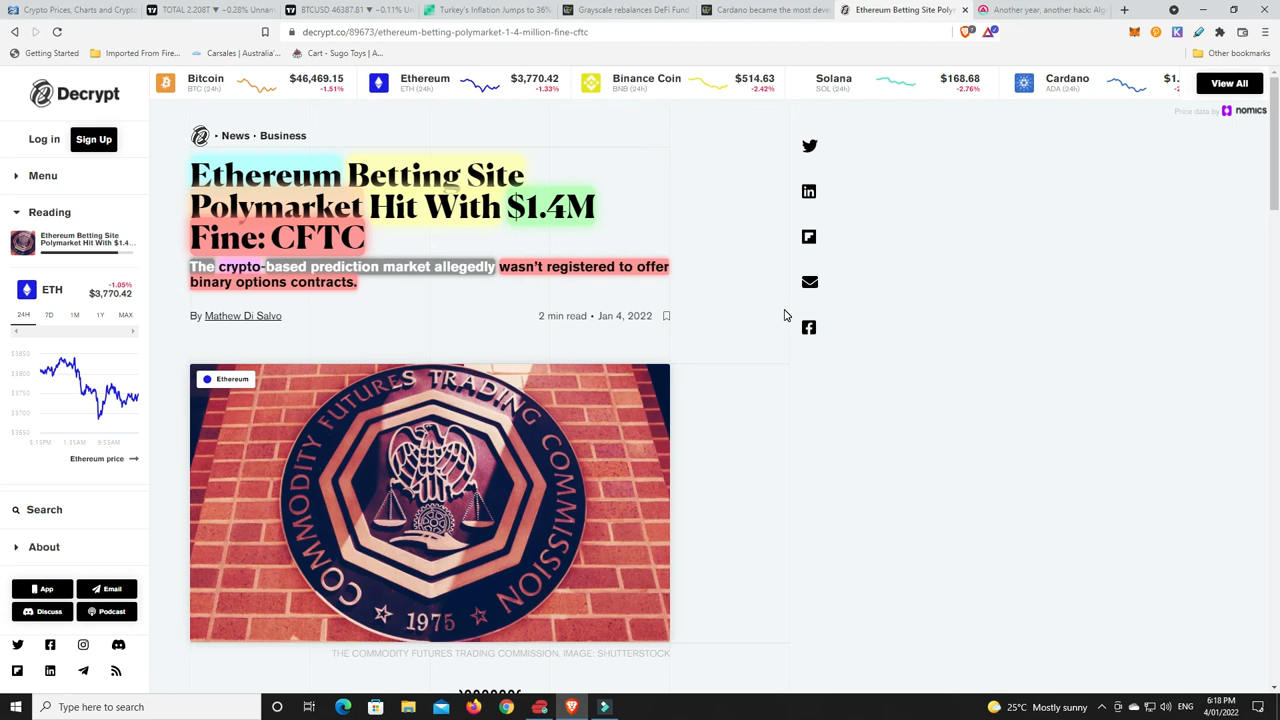 Crypto Prices, Charts and Crypto
TOTAL 2.208T ▾ −0.28% Unnam
BTCUSD 46387.81 ▾ +0.11% Un
Turkey's Inflation Jumps to 36%
Grayscale rebalances DeFi Fund
Cardano became the most deve
Ethereum Betting Site Poly
Another year, another hack: Alg
decrypt.co/89673/ethereum-betting-polymarket-1-4-million-fine-cftc
Getting Started
Imported From Fire...
Carsales | Australia'...
Cart - Sugo Toys | A...
Other bookmarks
Decrypt
Bitcoin
BTC (24h)
$46,469.15
-1.51%
Ethereum
ETH (24h)
$3,770.42
-1.33%
Binance Coin
BNB (24h)
$514.63
-2.42%
Solana
SOL (24h)
$168.68
-2.76%
Cardano
ADA (24h)
$1.
-2
View All
Price data by nomics
Log in
Sign Up
Menu
Reading
Ethereum Betting Site
Polymarket Hit With $1.4...
ETH
-1.05%
$3,770.42
24H 7D 1M 1Y MAX
$3850
$3800
$3750
$3700
$3650
Ethereum price
Search
About
App
Email
Discuss
Podcast
News • Business
Ethereum Betting Site
Polymarket Hit With $1.4M
Fine: CFTC
The crypto-based prediction market allegedly wasn't registered to offer
binary options contracts.
By Mathew Di Salvo
2 min read • Jan 4, 2022
Ethereum
COMMODITY FUTURES TRADING COMMISSION
1975
THE COMMODITY FUTURES TRADING COMMISSION. IMAGE: SHUTTERSTOCK
Type here to search
25°C Mostly sunny
ENG
6:18 PM
4/01/2022